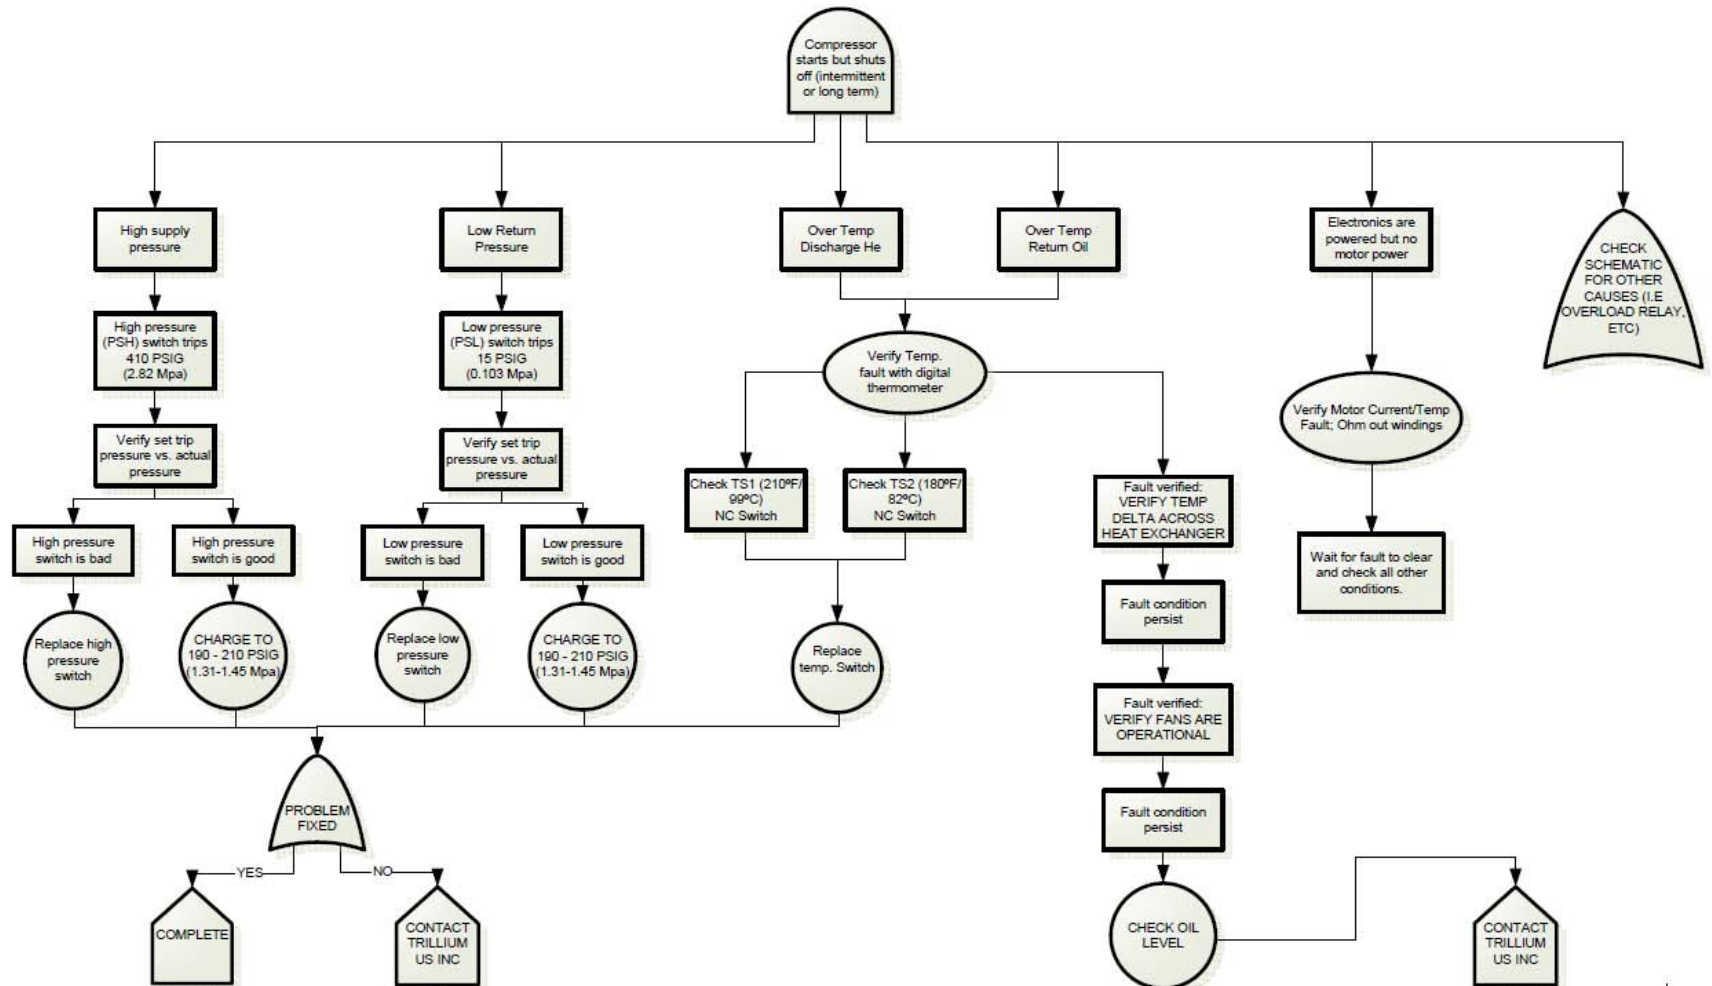 Compressor
starts but shuts
off (intermittent
or long term)
High supply
pressure
Low Return
Pressure
Over Temp
Discharge He
Over Temp
Return Oil
Electronics are
powered but no
motor power
CHECK
SCHEMATIC
FOR OTHER
CAUSES (I.E
OVERLOAD RELAY,
ETC)
High pressure
(PSH) switch trips
410 PSIG
(2.82 Mpa)
Low pressure
(PSL) switch trips
15 PSIG
(0.103 Mpa)
Verify Temp.
fault with digital
thermometer
Verify Motor Current/Temp
Fault; Ohm out windings
Verify set trip
pressure vs. actual
pressure
Verify set trip
pressure vs. actual
pressure
Check TS1 (210ºF/
99ºC)
NC Switch
Check TS2 (180ºF/
82ºC)
NC Switch
Fault verified:
VERIFY TEMP
DELTA ACROSS
HEAT EXCHANGER
High pressure
switch is bad
High pressure
switch is good
Low pressure
switch is bad
Low pressure
switch is good
Wait for fault to clear
and check all other
conditions.
Fault condition
persist
Replace high
pressure
switch
CHARGE TO
190 - 210 PSIG
(1.31-1.45 Mpa)
Replace low
pressure
switch
CHARGE TO
190 - 210 PSIG
(1.31-1.45 Mpa)
Replace
temp. Switch
Fault verified:
VERIFY FANS ARE
OPERATIONAL
PROBLEM
FIXED
Fault condition
persist
YES
NO
COMPLETE
CONTACT
TRILLIUM
US INC
CHECK OIL
LEVEL
CONTACT
TRILLIUM
US INC